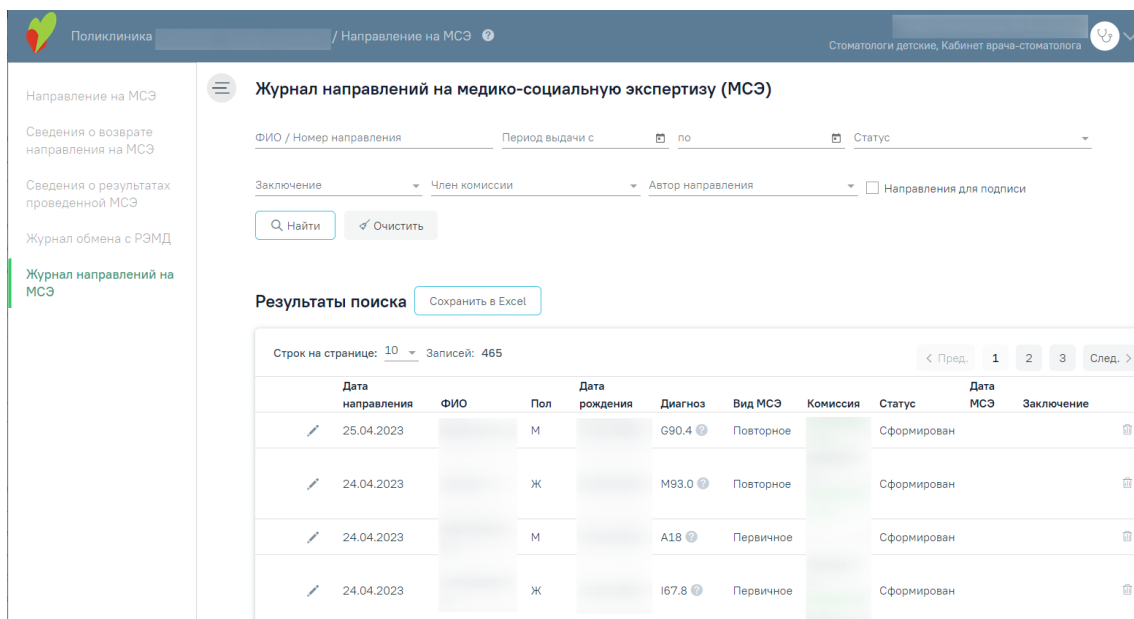 Поликлиника / Направление на МСЭ ?
Стоматологи детские, Кабинет врача-стоматолога
Направление на МСЭ
Сведения о возврате
направления на МСЭ
Сведения о результатах
проведенной МСЭ
Журнал обмена с РЭМД
Журнал направлений на
МСЭ
Журнал направлений на медико-социальную экспертизу (МСЭ)
ФИО / Номер направления Период выдачи с по Статус
Заключение Член комиссии Автор направления Направления для подписи
Найти Очистить
Результаты поиска Сохранить в Excel
Строк на странице: 10 Записей: 465 < Пред. 1 2 3 След. >
Дата Дата Дата
направления ФИО Пол рождения Диагноз Вид МСЭ Комиссия Статус МСЭ Заключение
25.04.2023 М G90.4 ? Повторное Сформирован
24.04.2023 Ж M93.0 ? Повторное Сформирован
24.04.2023 М A18 ? Первичное Сформирован
24.04.2023 Ж I67.8 ? Первичное Сформирован